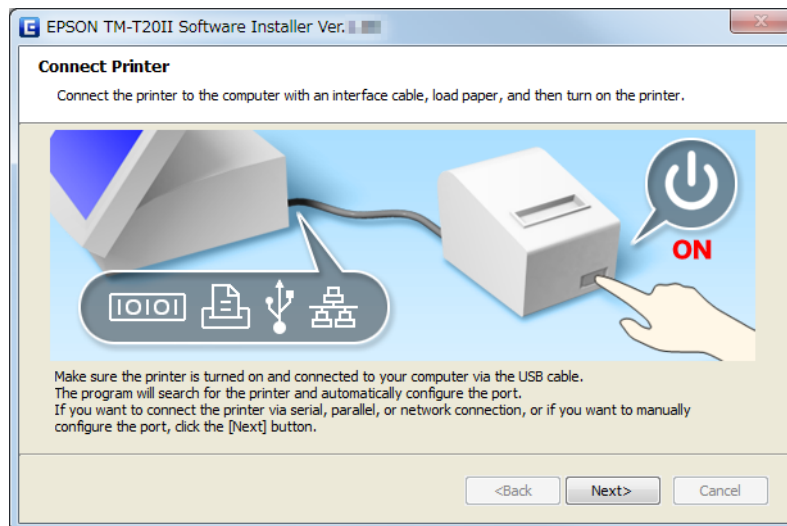 EPSON TM-T20II Software Installer Ver.
Connect Printer
Connect the printer to the computer with an interface cable, load paper, and then turn on the printer.
IOIOI
ON
Make sure the printer is turned on and connected to your computer via the USB cable.
The program will search for the printer and automatically configure the port.
If you want to connect the printer via serial, parallel, or network connection, or if you want to manually
configure the port, click the [Next] button.
<Back
Next>
Cancel